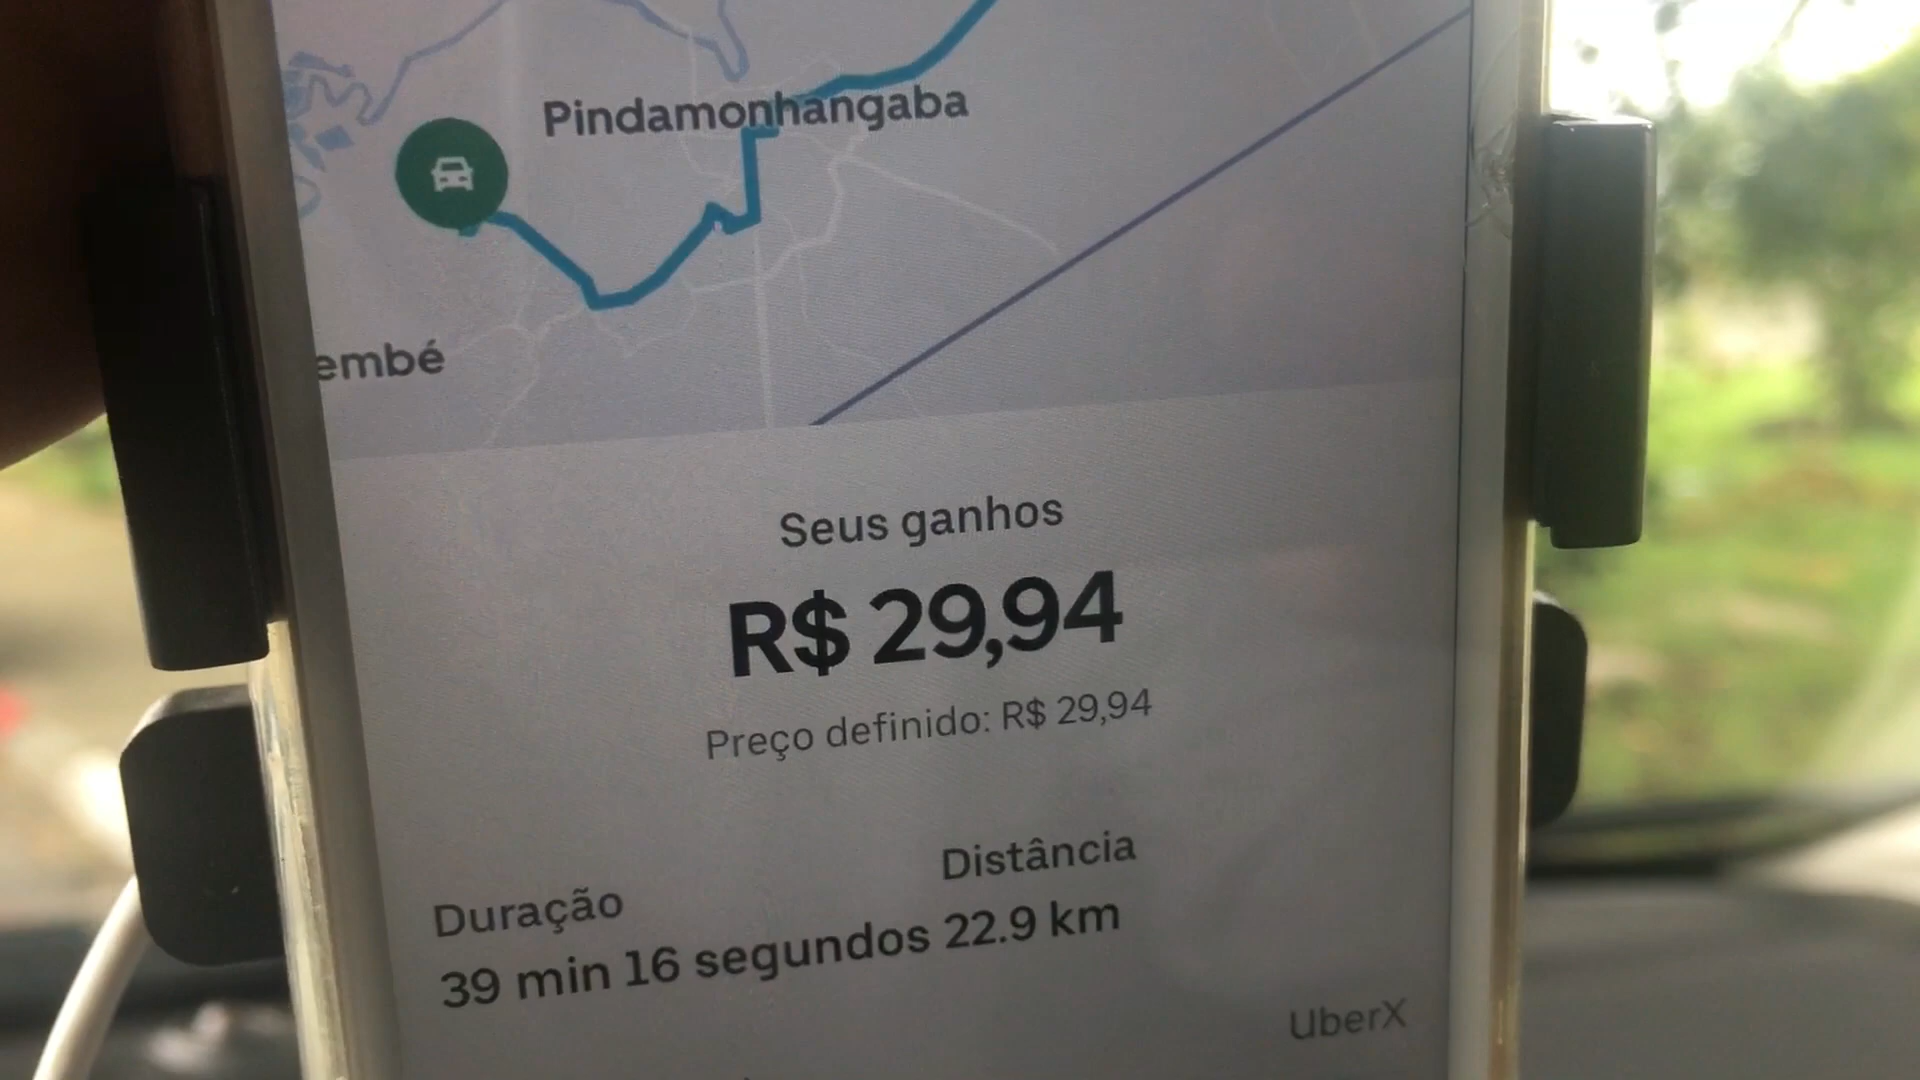 Pindamonhangaba
embé
Seus ganhos
R$ 29,94
Preço definido: R$ 29,94
Duração
Distância
39 min 16 segundos 22.9 km
UberX